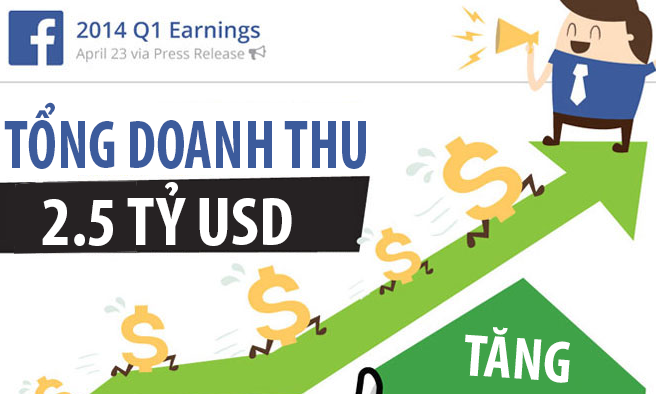 f
2014 Q1 Earnings
April 23 via Press Release
TỔNG DOANH THU
2.5 TỶ USD
TĂNG